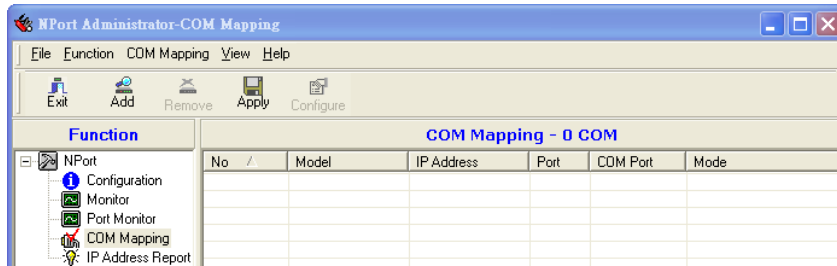 NPort Administrator-COM Mapping
File Function COM Mapping View Help
Exit Add Remove Apply Configure
Function
COM Mapping - 0 COM
NPort
Configuration
Monitor
Port Monitor
COM Mapping
IP Address Report
No Model IP Address Port COM Port Mode